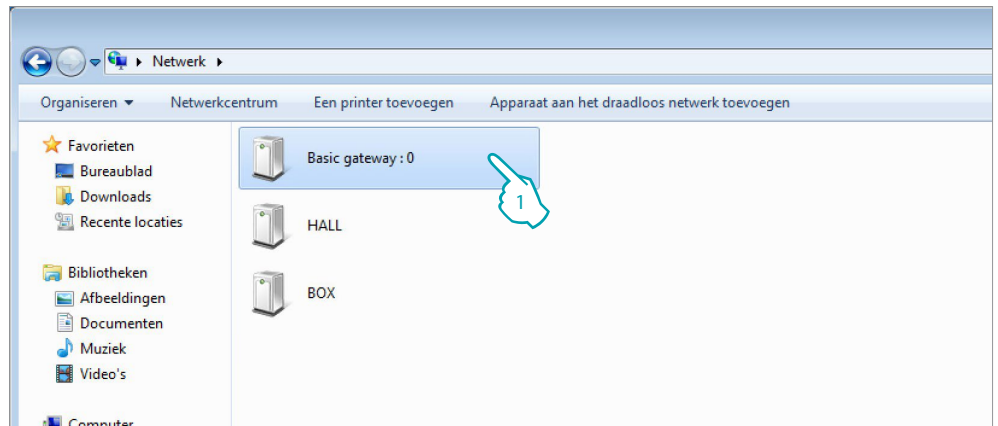 Netwerk
Organiseren Netwerkcentrum Een printer toevoegen Apparaat aan het draadloos netwerk toevoegen
Favorieten
Bureaublad
Downloads
Recente locaties
Bibliotheken
Afbeeldingen
Documenten
Muziek
Video's
Computer
Basic gateway : 0
1
HALL
BOX